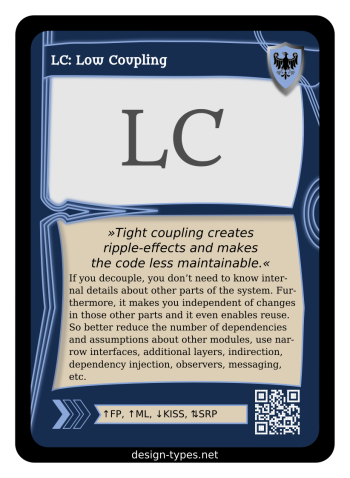 LC: Low Coupling
LC
»Tight coupling creates
ripple-effects and makes
the code less maintainable.«
If you decouple, you don't need to know inter-
nal details about other parts of the system. Fur-
thermore, it makes you independent of changes
in those other parts and it even enables reuse.
So better reduce the number of dependencies
and assumptions about other modules, use nar-
row interfaces, additional layers, indirection,
dependency injection, observers, messaging,
etc.
↑FP, ↑ML, ↓KISS, ⇅SRP
design-types.net